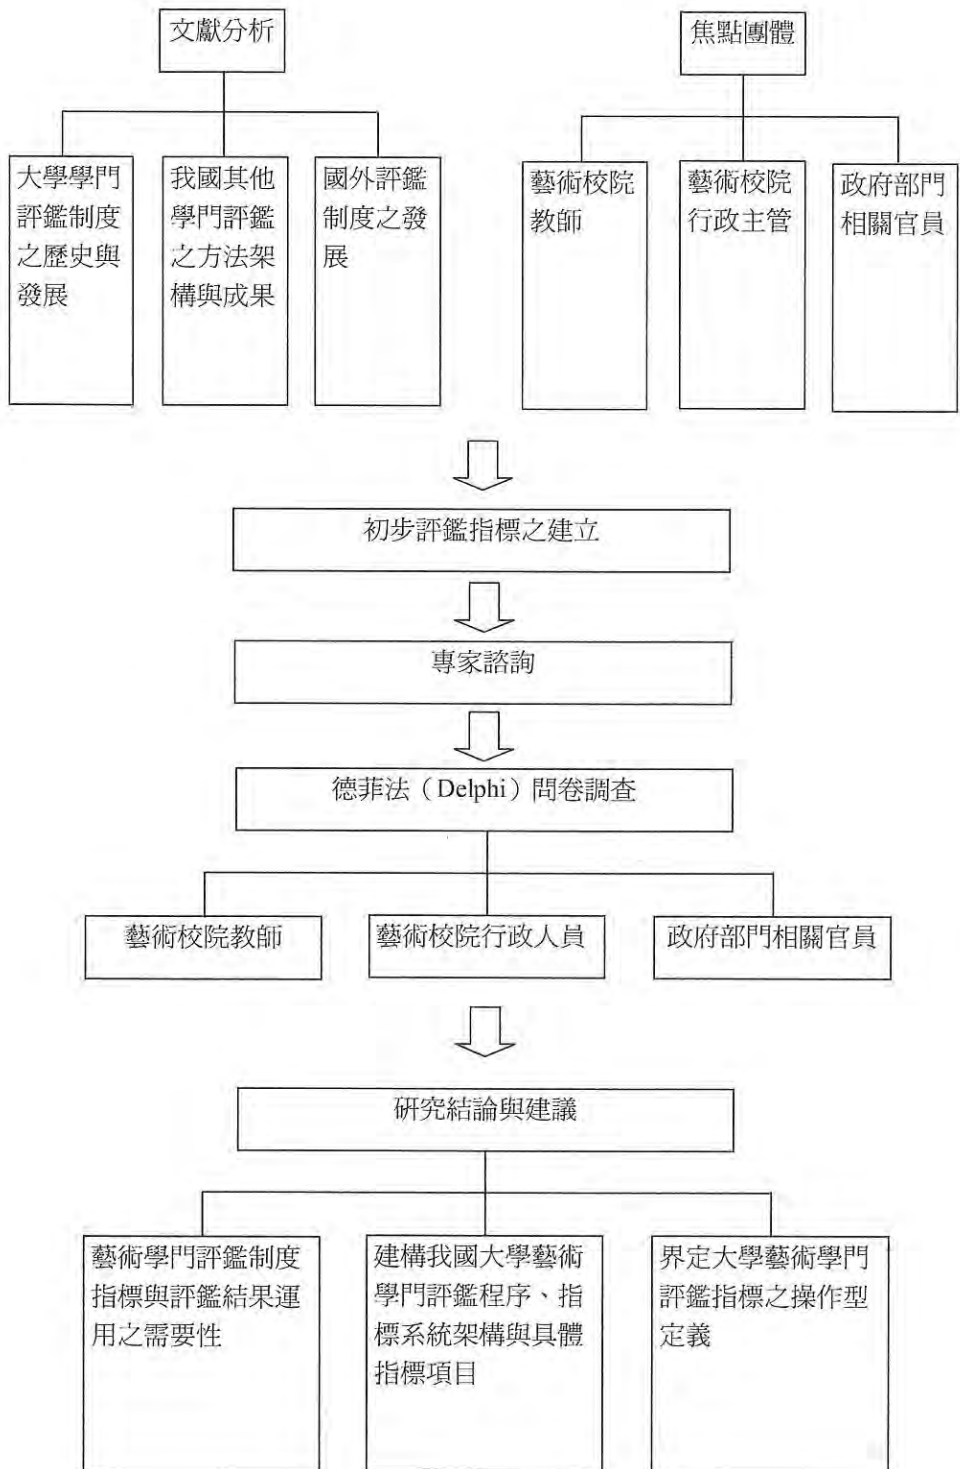 文獻分析
焦點團體
大學學門
評鑑制度
之歷史與
發展
我國其他
學門評鑑
之方法架
構與成果
國外評鑑
制度之發
展
藝術校院
教師
藝術校院
行政主管
政府部門
相關官員
初步評鑑指標之建立
專家諮詢
德菲法（Delphi）問卷調查
藝術校院教師
藝術校院行政人員
政府部門相關官員
研究結論與建議
藝術學門評鑑制度
指標與評鑑結果運
用之需要性
建構我國大學藝術
學門評鑑程序、指
標系統架構與具體
指標項目
界定大學藝術學門
評鑑指標之操作型
定義